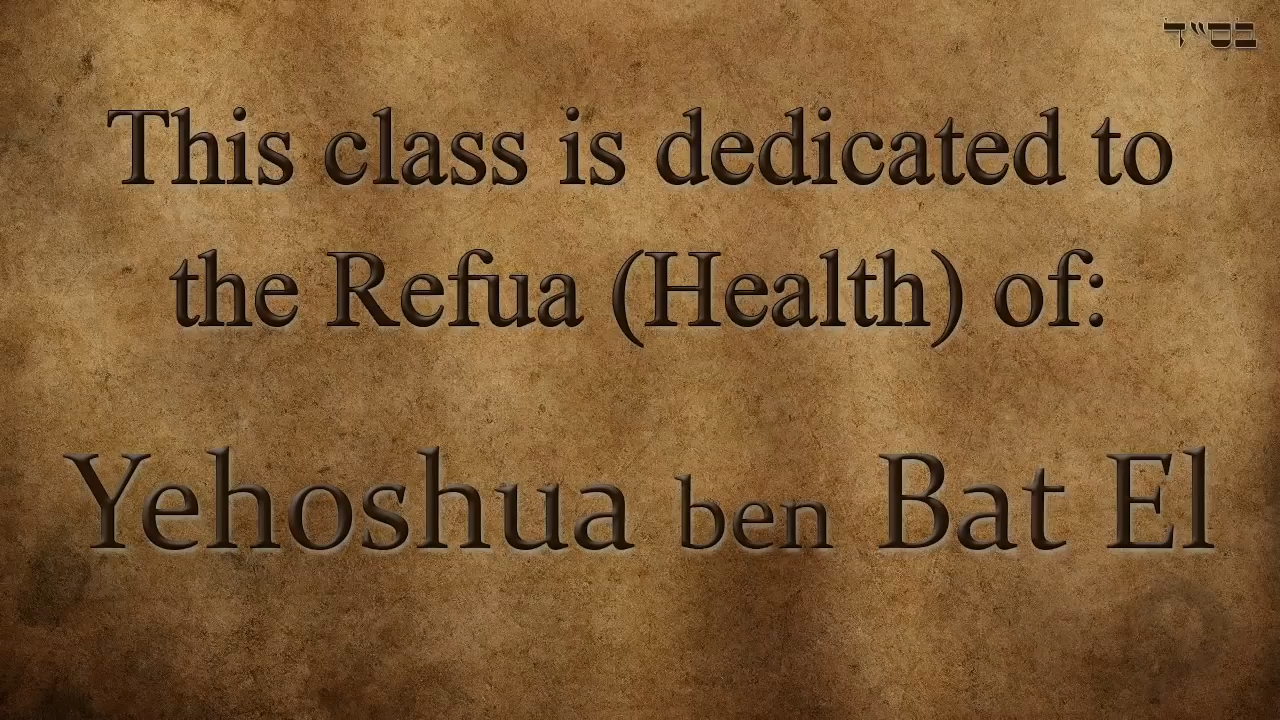 בס״ד
This class is dedicated to
the Refua (Health) of:
Yehoshua ben Bat El